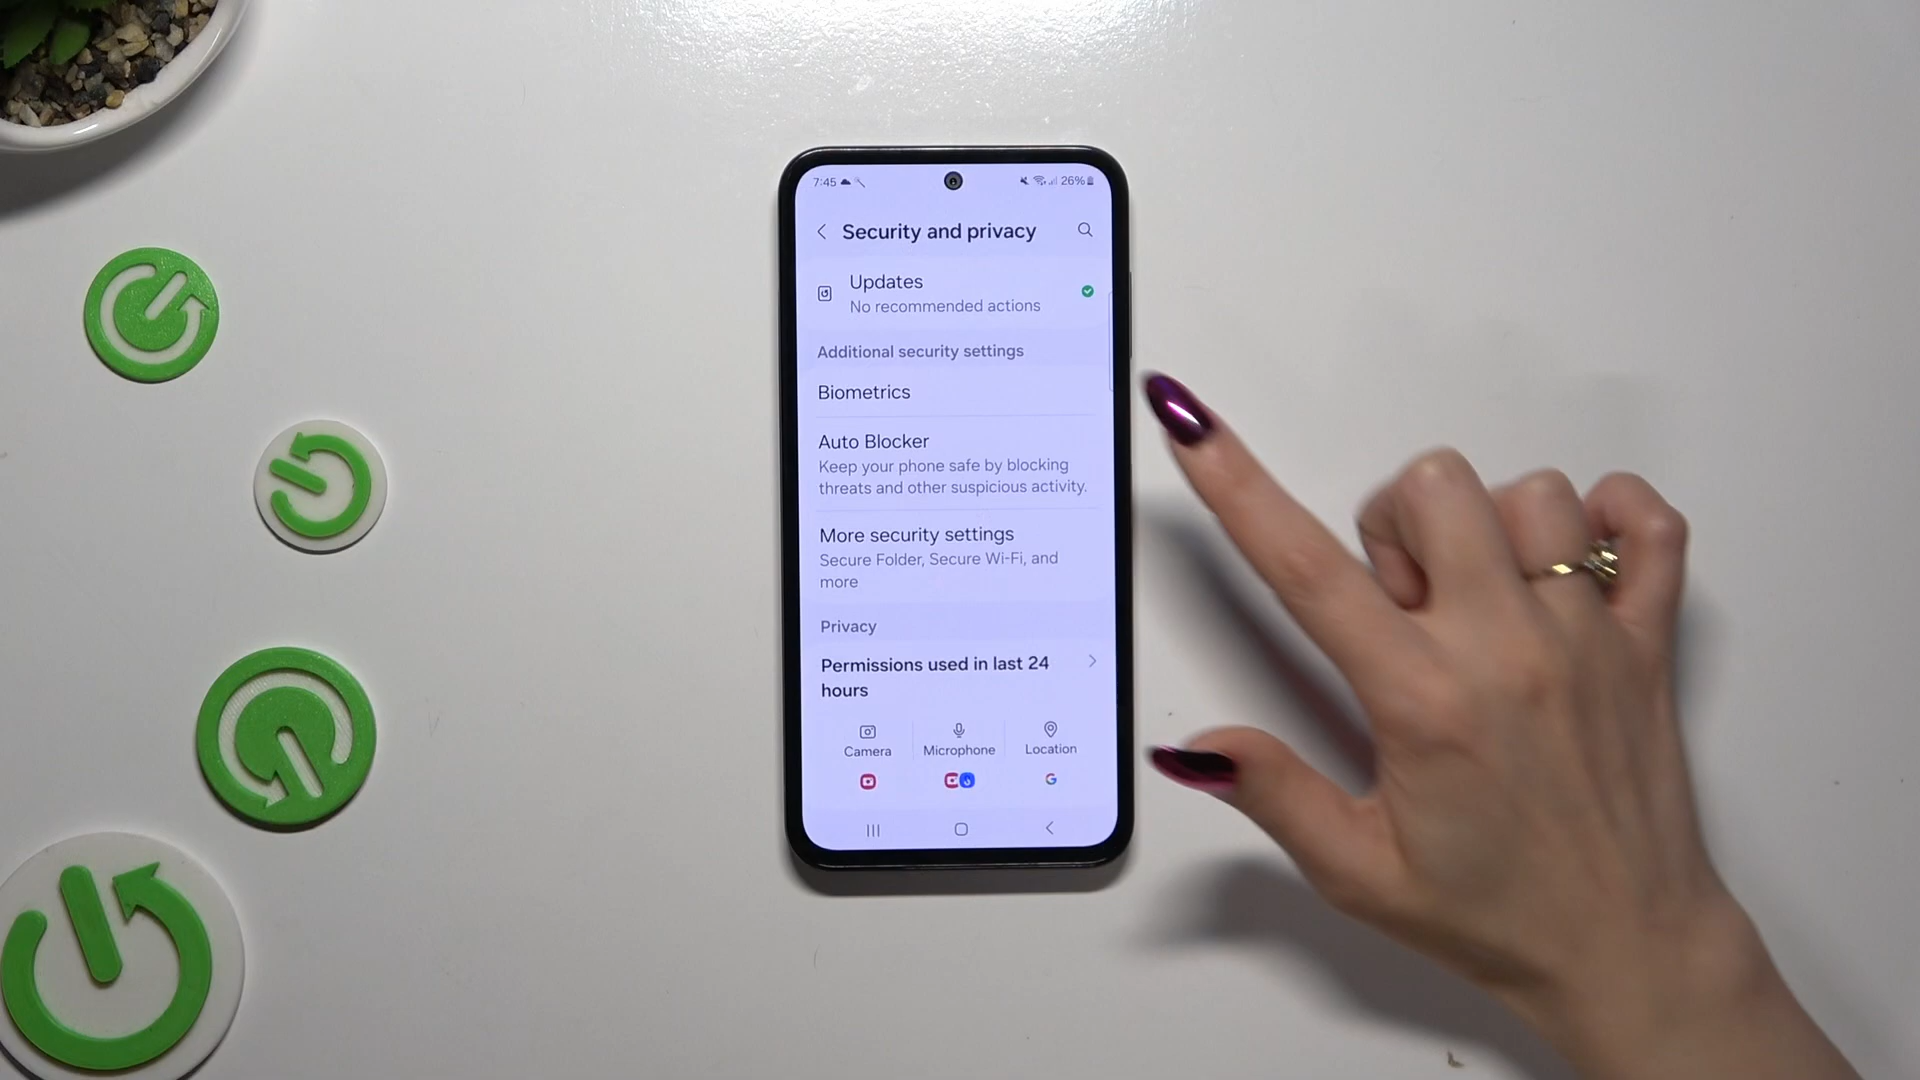 7:45
26%
Security and privacy
Updates
No recommended actions
Additional security settings
Biometrics
Auto Blocker
Keep your phone safe by blocking
threats and other suspicious activity.
More security settings
Secure Folder, Secure Wi-Fi, and
more
Privacy
Permissions used in last 24
hours
Camera Microphone Location
G